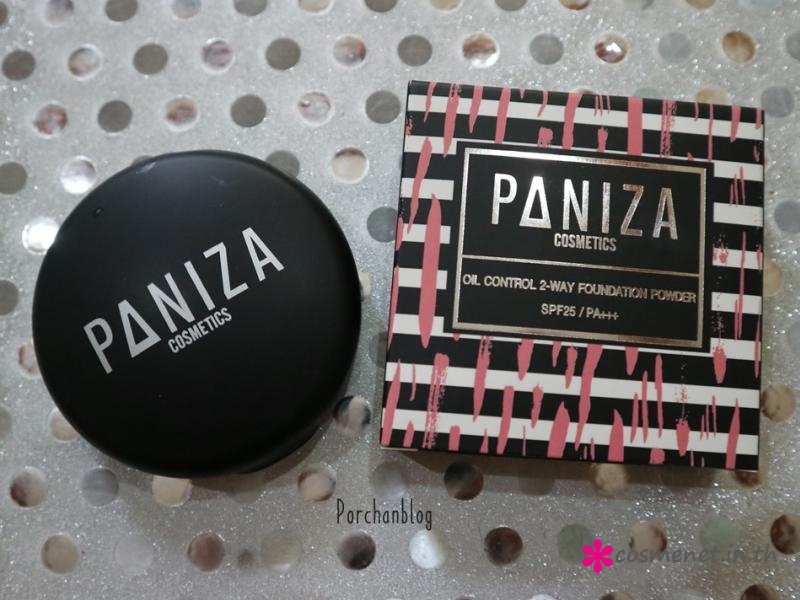 PANIZA
COSMETICS
PANIZA
COSMETICS
OIL CONTROL 2-WAY FOUNDATION POWDER
SPF25 / PA+++
Porchanblog
cosmenet.in.th